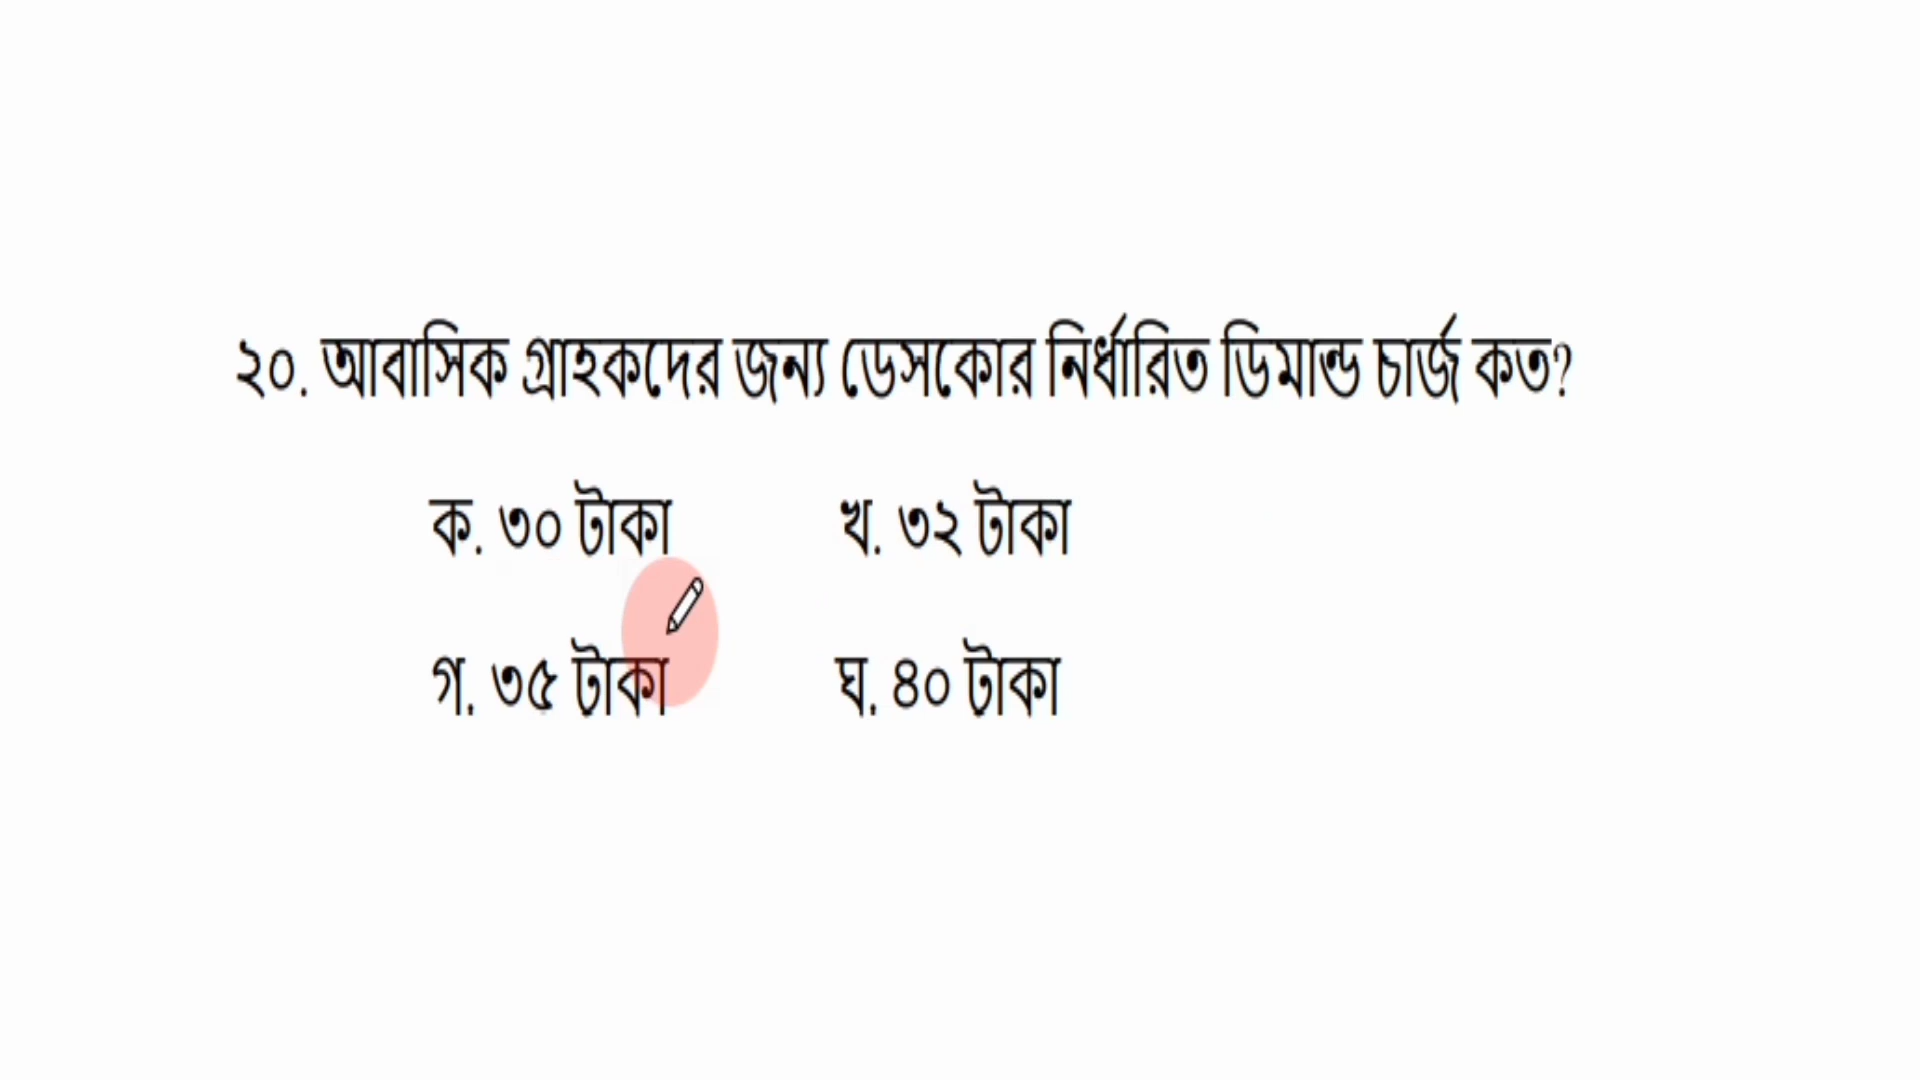 ২০. আবাসিক গ্রাহকদের জন্য ডেসকোর নির্ধারিত ডিমান্ড চার্জ কত?
ক. ৩০ টাকা খ. ৩২ টাকা
গ. ৩৫ টাকা ঘ. ৪০ টাকা